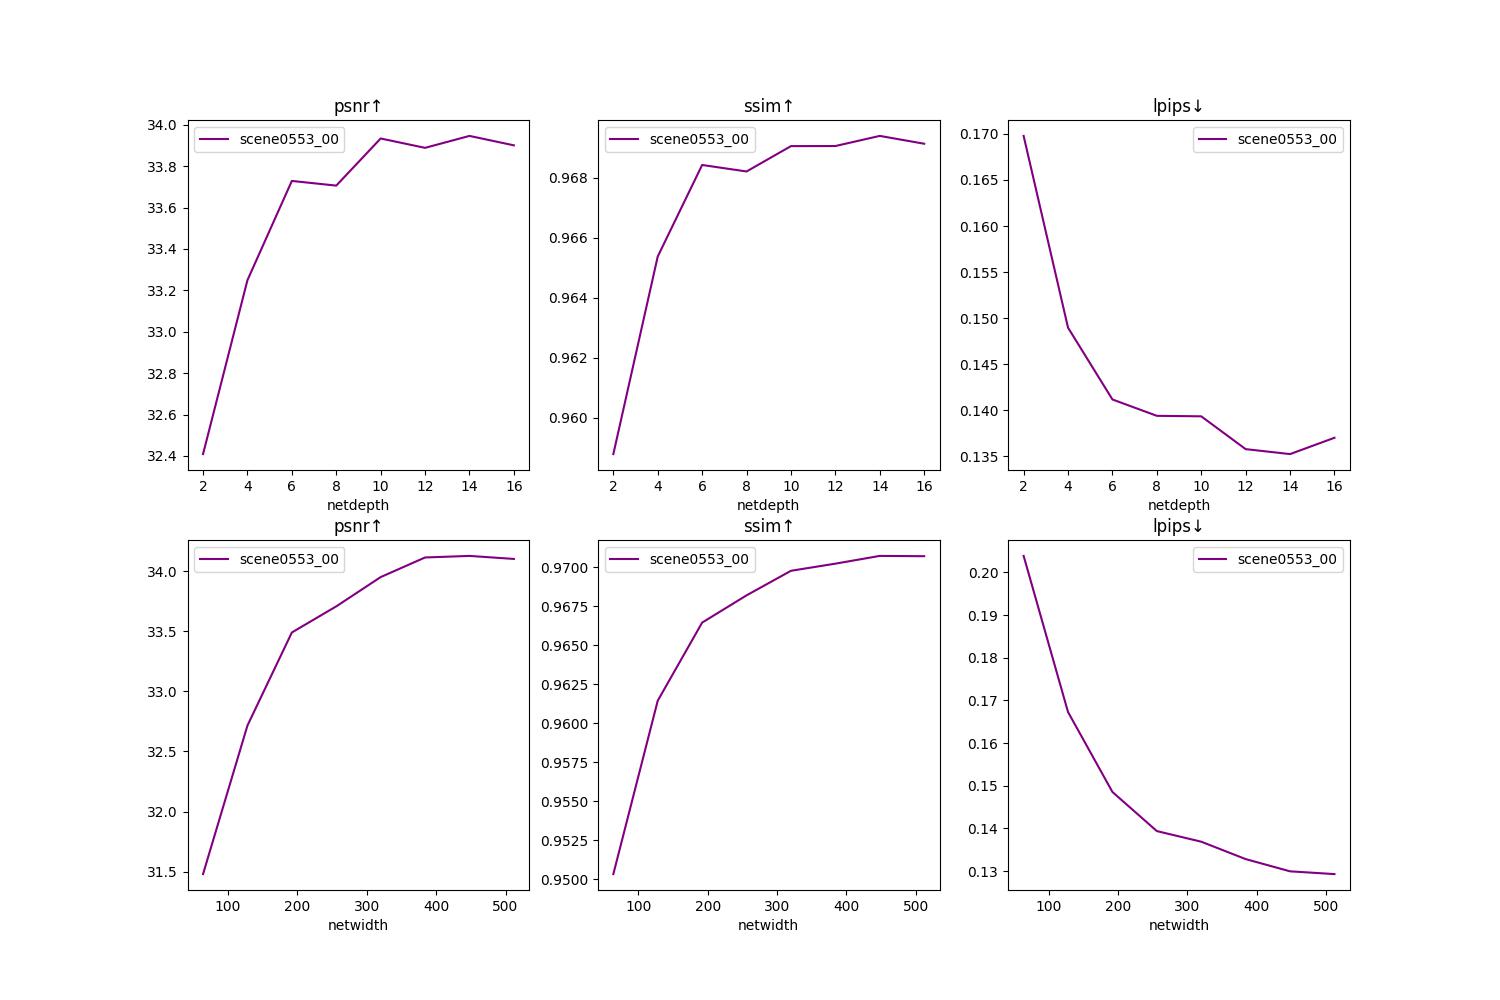 psnr↑
scene0553_00
34.0
33.8
33.6
33.4
33.2
33.0
32.8
32.6
32.4
2 4 6 8 10 12 14 16
netdepth
ssim↑
scene0553_00
0.968
0.966
0.964
0.962
0.960
2 4 6 8 10 12 14 16
netdepth
lpips↓
scene0553_00
0.170
0.165
0.160
0.155
0.150
0.145
0.140
0.135
2 4 6 8 10 12 14 16
netdepth
psnr↑
scene0553_00
34.0
33.5
33.0
32.5
32.0
31.5
100 200 300 400 500
netwidth
ssim↑
scene0553_00
0.9700
0.9675
0.9650
0.9625
0.9600
0.9575
0.9550
0.9525
0.9500
100 200 300 400 500
netwidth
lpips↓
scene0553_00
0.20
0.19
0.18
0.17
0.16
0.15
0.14
0.13
100 200 300 400 500
netwidth